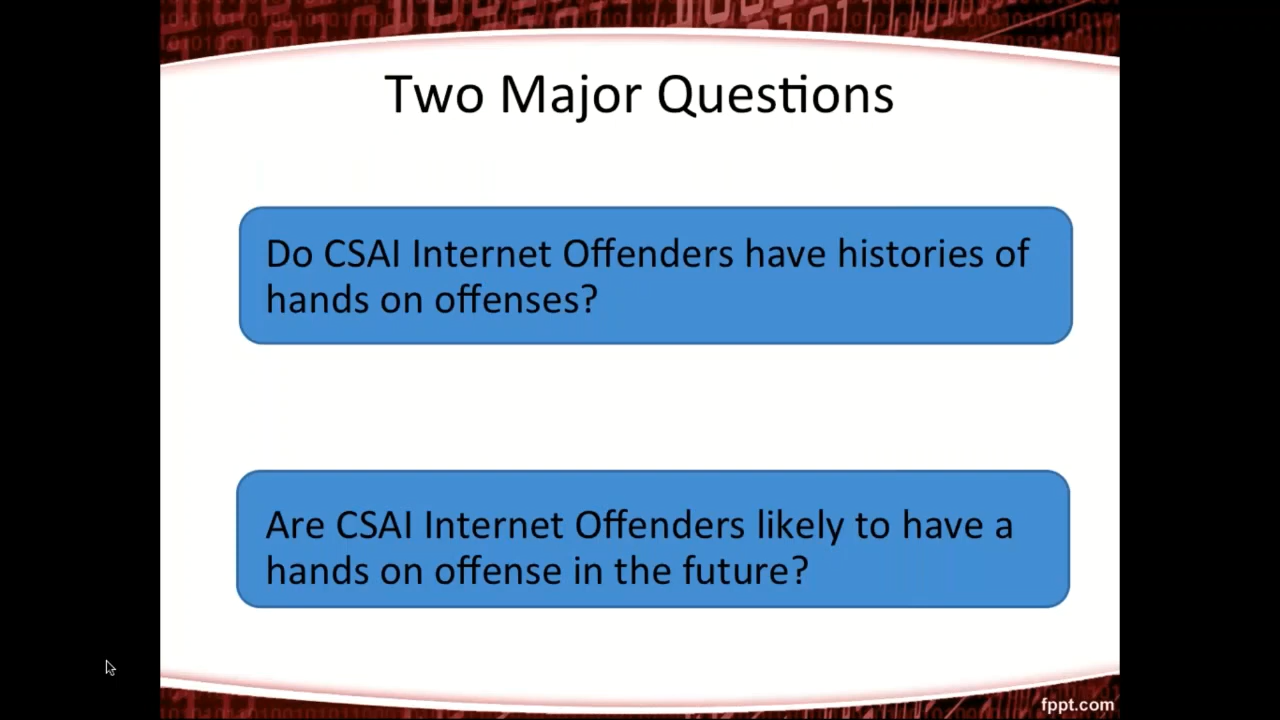 Two Major Questions
Do CSAI Internet Offenders have histories of
hands on offenses?
Are CSAI Internet Offenders likely to have a
hands on offense in the future?
fppt.com